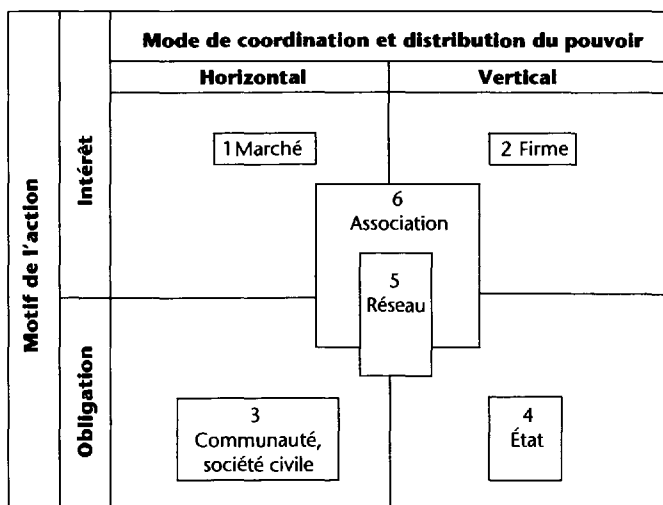 Mode de coordination et distribution du pouvoir
Horizontal
Vertical
Motif de l'action
Intérêt
1 Marché
2 Firme
6
Association
5
Réseau
Obligation
3
Communauté,
société civile
4
État